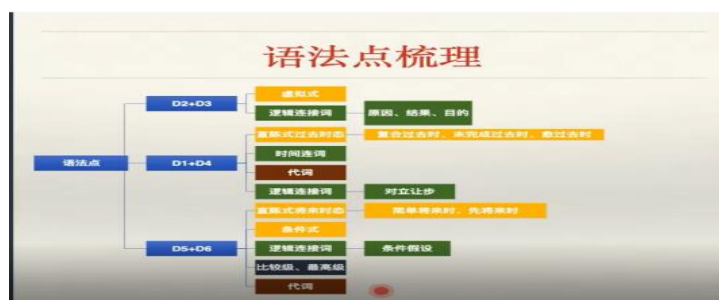 语法点梳理
语法点
D2+D3
虚拟式
逻辑连接词
原因、结果、目的
D1+D4
直陈式过去时态
复合过去时，未完成过去时，愈过去时
时间连词
代词
逻辑连接词
对立让步
D5+D6
直陈式将来时态
简单将来时，先将来时
条件式
逻辑连接词
条件假设
比较级、最高级
代词